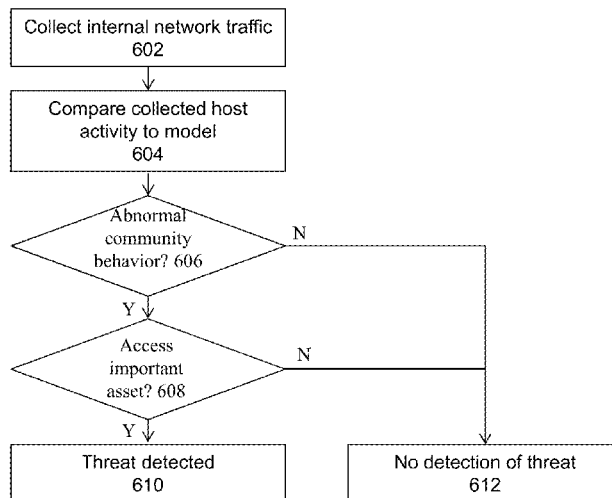 Collect internal network traffic
602
Compare collected host
activity to model
604
Abnormal
community
behavior? 606
N
Y
Access
important
asset? 608
N
Y
Threat detected
610
No detection of threat
612